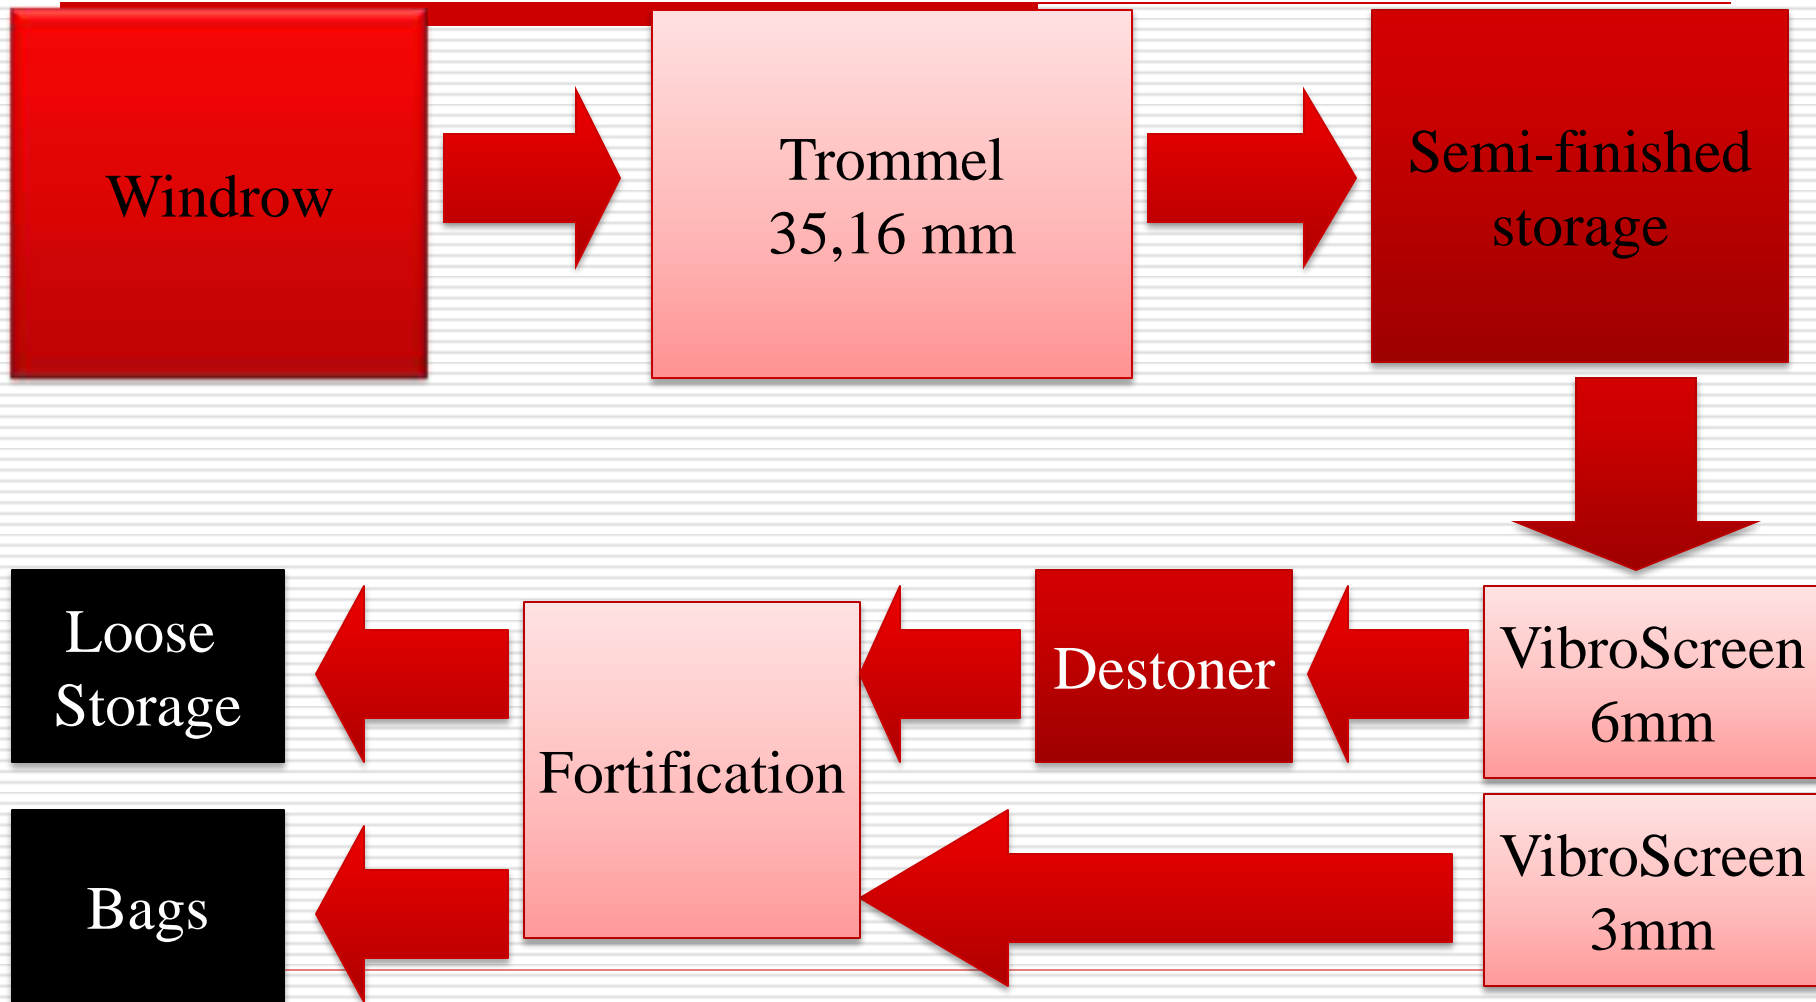 Windrow
Trommel
35,16 mm
Semi-finished
storage
Loose
Storage
Fortification
Destoner
VibroScreen
6mm
Bags
VibroScreen
3mm